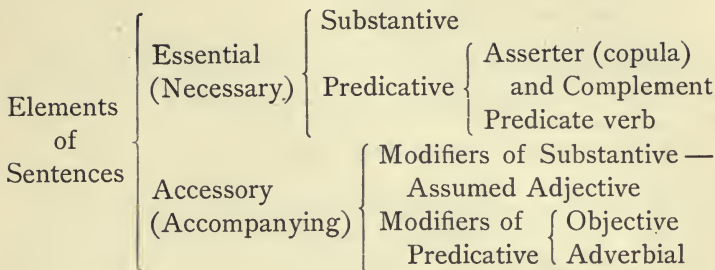 Elements
of
Sentences
Essential
(Necessary)
Substantive
Predicative
Asserter (copula)
and Complement
Predicate verb
Accessory
(Accompanying)
Modifiers of Substantive —
Assumed Adjective
Modifiers of
Predicative
Objective
Adverbial